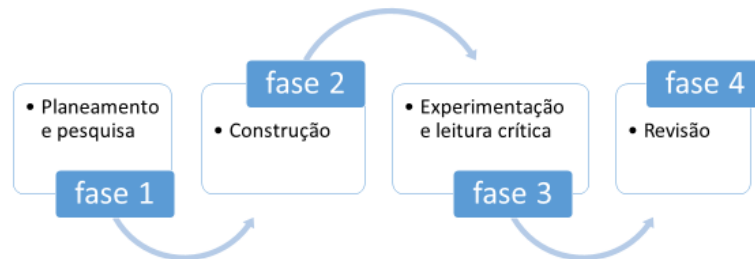 • Planeamento
e pesquisa
fase 1
fase 2
• Construção
• Experimentação
e leitura crítica
fase 3
fase 4
• Revisão